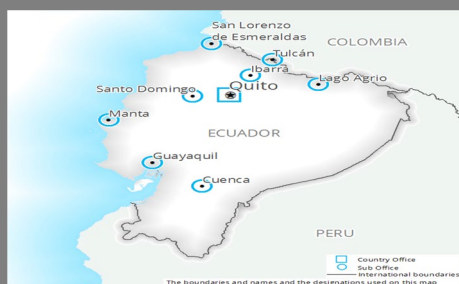 San Lorenzo
de Esmeraldas
COLOMBIA
Tulcán
Ibarra
Lago Agrio
Santo Domingo
Quito
Manta
ECUADOR
Guayaquil
Cuenca
PERU
Country Office
Sub Office
International boundaries
The boundaries and names and the designations used on this map